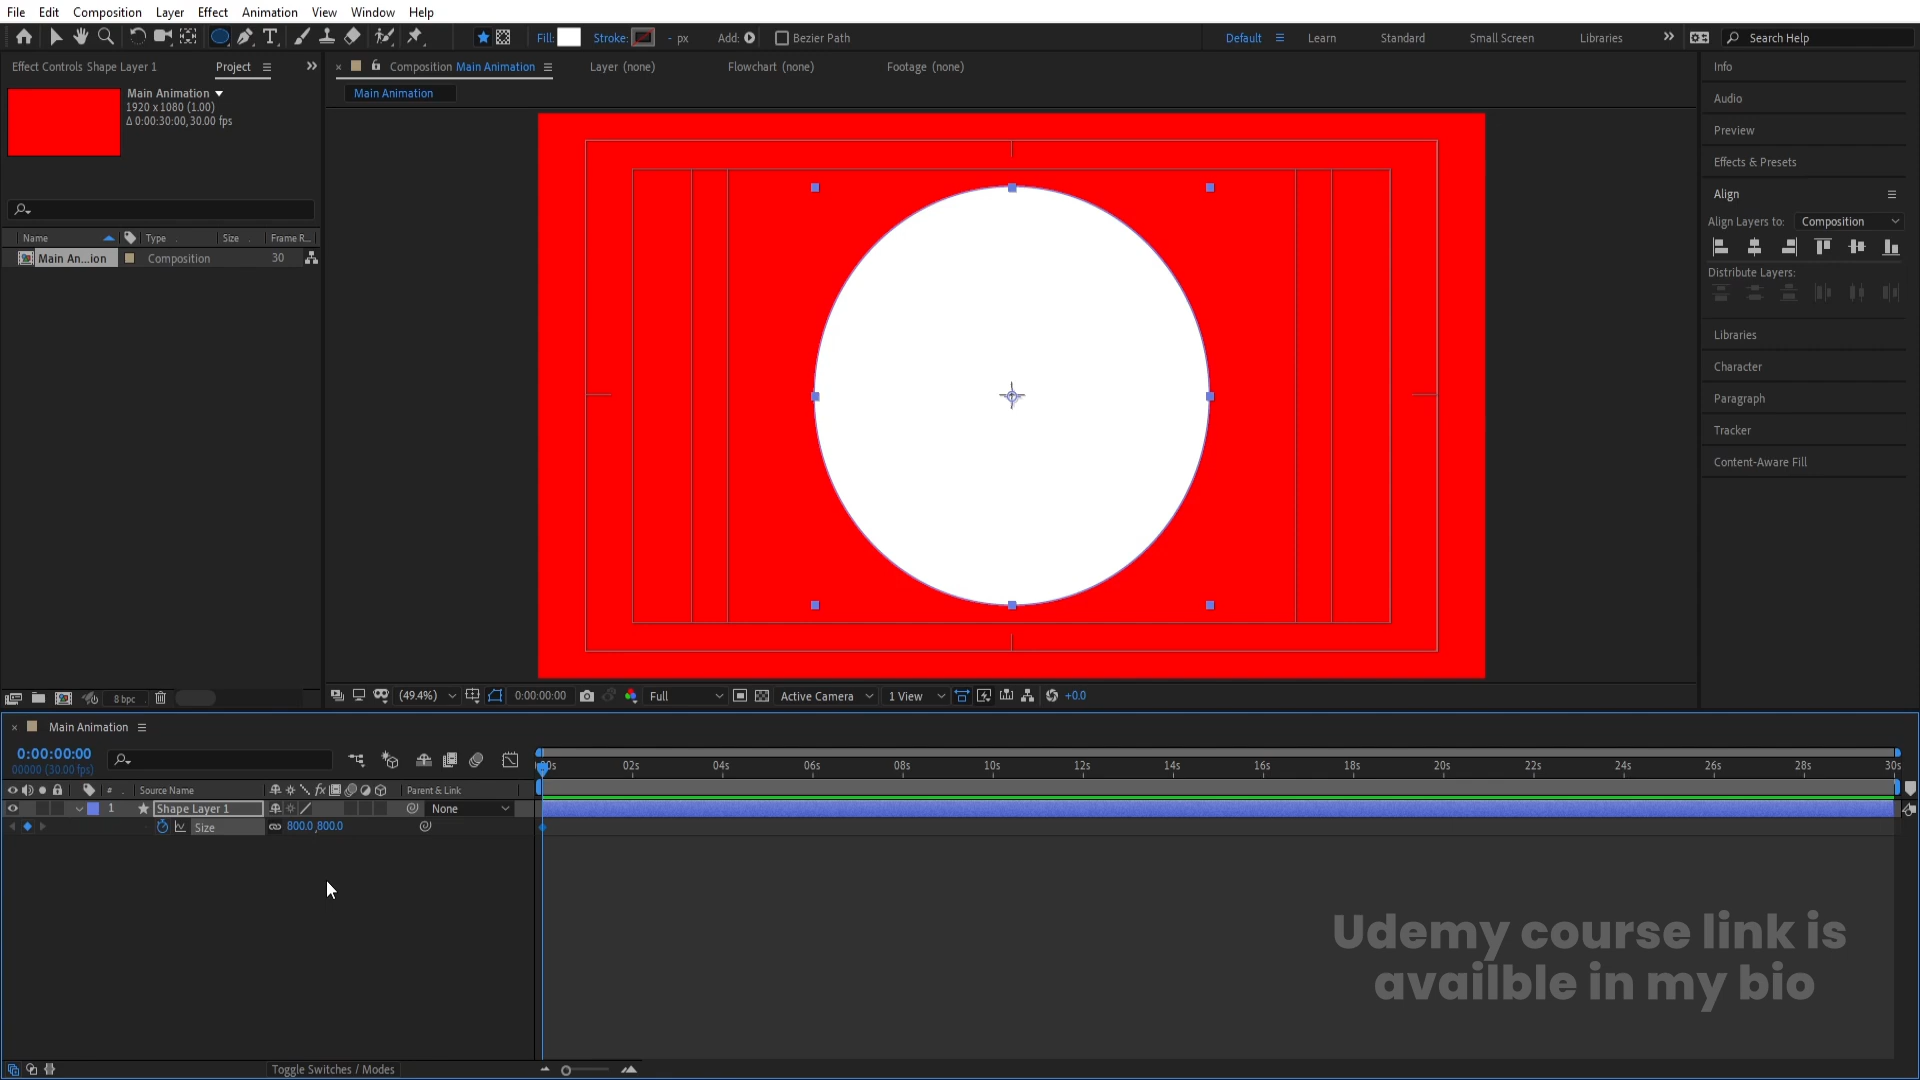 File Edit Composition Layer Effect Animation View Window Help
Fill: Stroke: - px Add: Bezier Path Default Learn Standard Small Screen Libraries Search Help
Effect Controls Shape Layer 1 Project
Composition Main Animation Layer (none) Flowchart (none) Footage (none)
Main Animation
Main Animation
1920 x 1080 (1.00)
Δ 0:00:30:00, 30.00 fps
Name Type Size Frame R...
Main An...ion Composition 30
Info
Audio
Preview
Effects & Presets
Align
Align Layers to: Composition
Distribute Layers:
Libraries
Character
Paragraph
Tracker
Content-Aware Fill
8 bpc
(49.4%) 0:00:00:00 Full Active Camera 1 View +0.0
Main Animation
0:00:00:00
00000 (30.00 fps)
02s 04s 06s 08s 10s 12s 14s 16s 18s 20s 22s 24s 26s 28s 30s
# Source Name fx Parent & Link
1 Shape Layer 1 None
Size 800.0,800.0
Udemy course link is
availble in my bio
Toggle Switches / Modes